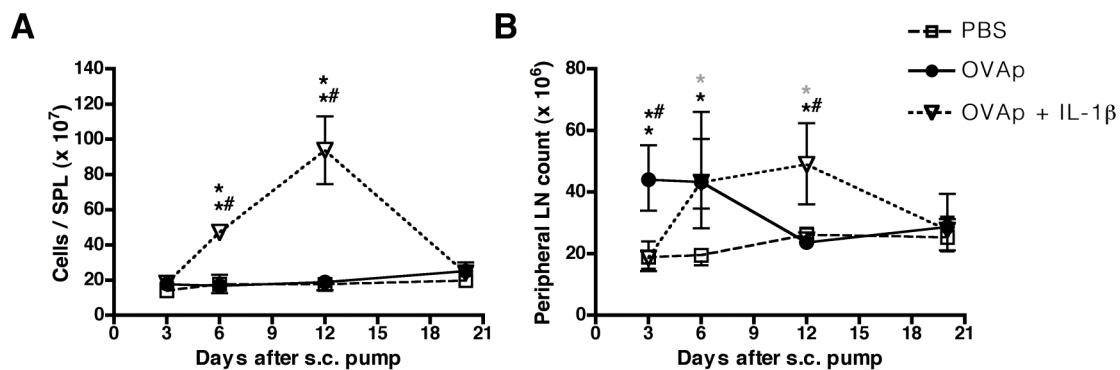 A
Cells / SPL (x 10⁷)
140
120
100
80
60
40
20
0
*
*#
*
*#
0 3 6 9 12 15 18 21
Days after s.c. pump
B
Peripheral LN count (x 10⁶)
80
60
40
20
0
*#
*
*
*
*
*#
0 3 6 9 12 15 18 21
Days after s.c. pump
PBS
OVAp
OVAp + IL-1β